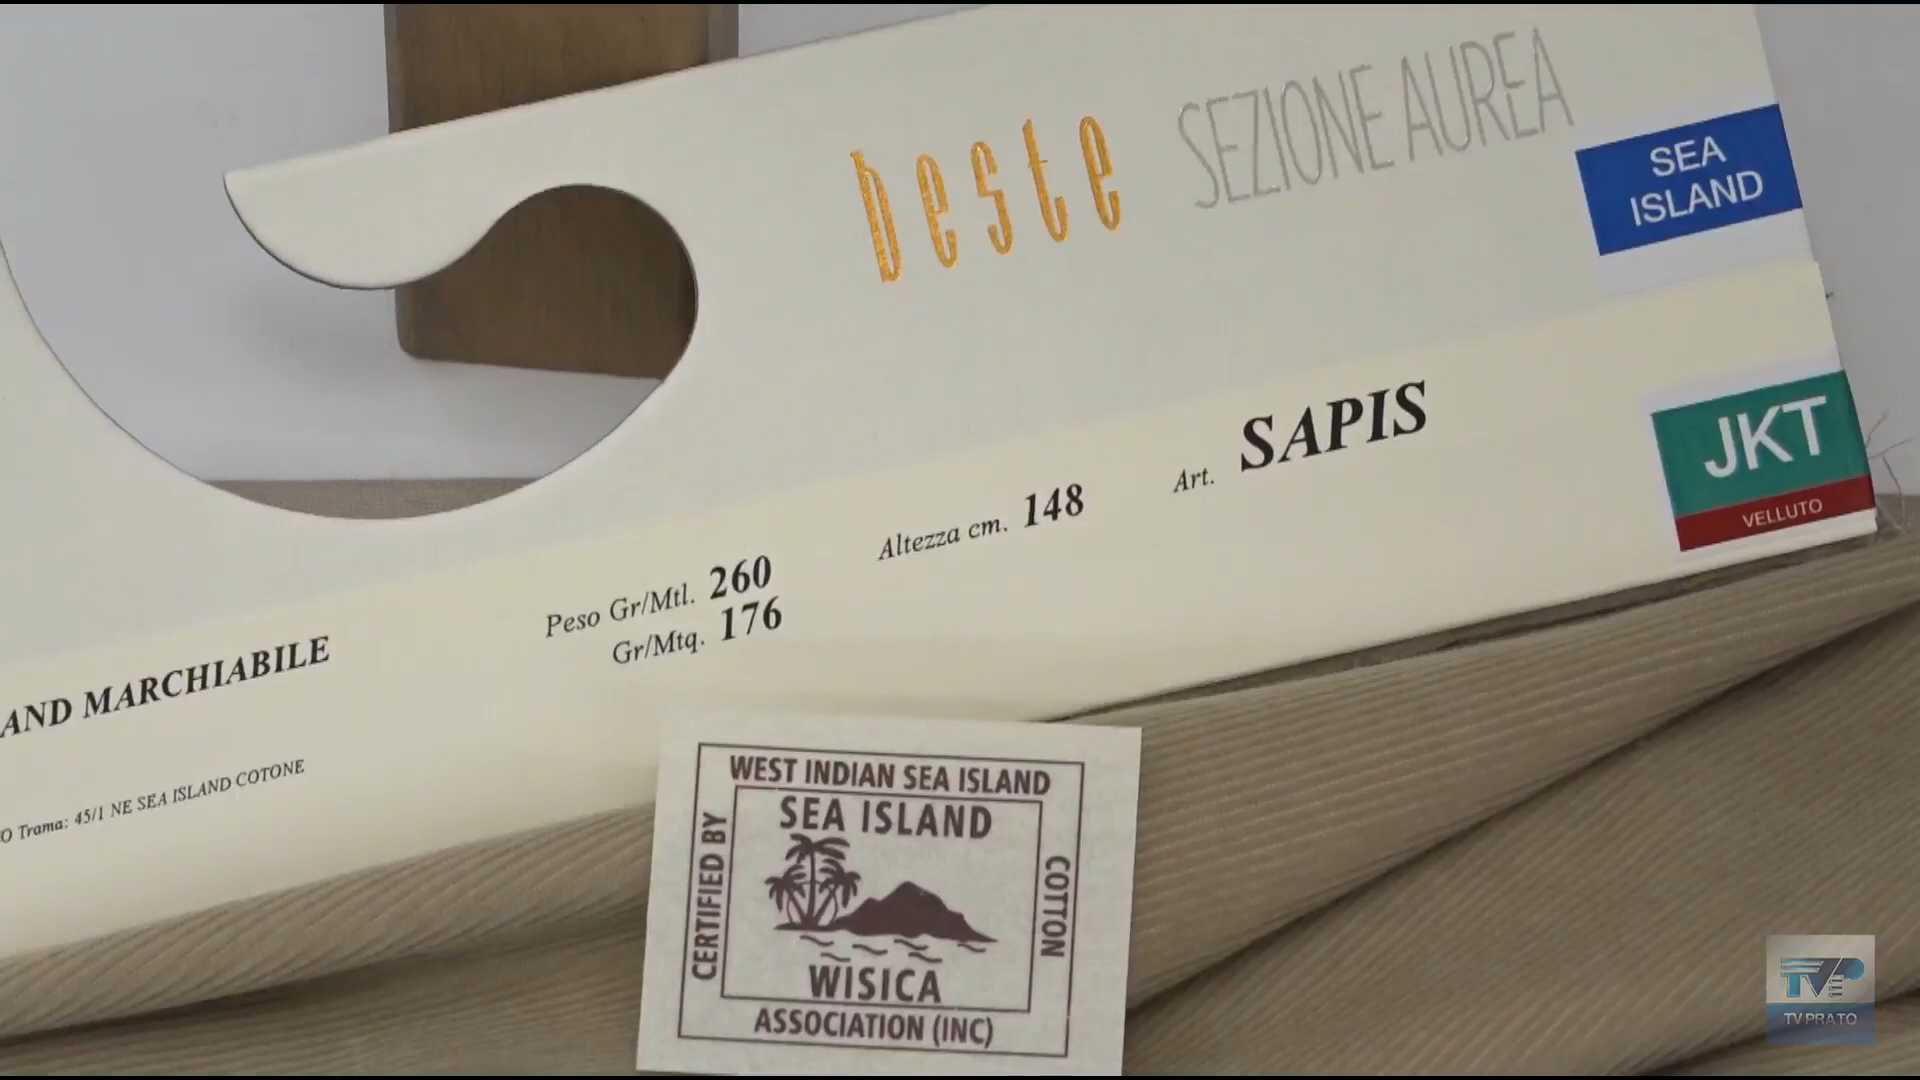 beste SEZIONE AUREA
SEA
ISLAND
JKT
VELLUTO
Art. SAPIS
Altezza cm. 148
Peso Gr/Mtl. 260
Gr/Mtq. 176
AND MARCHIABILE
O Trama: 45/1 NE SEA ISLAND COTONE
WEST INDIAN SEA ISLAND
CERTIFIED BY
SEA ISLAND
COTTON
WISICA
ASSOCIATION (INC)
TVP
TV PRATO